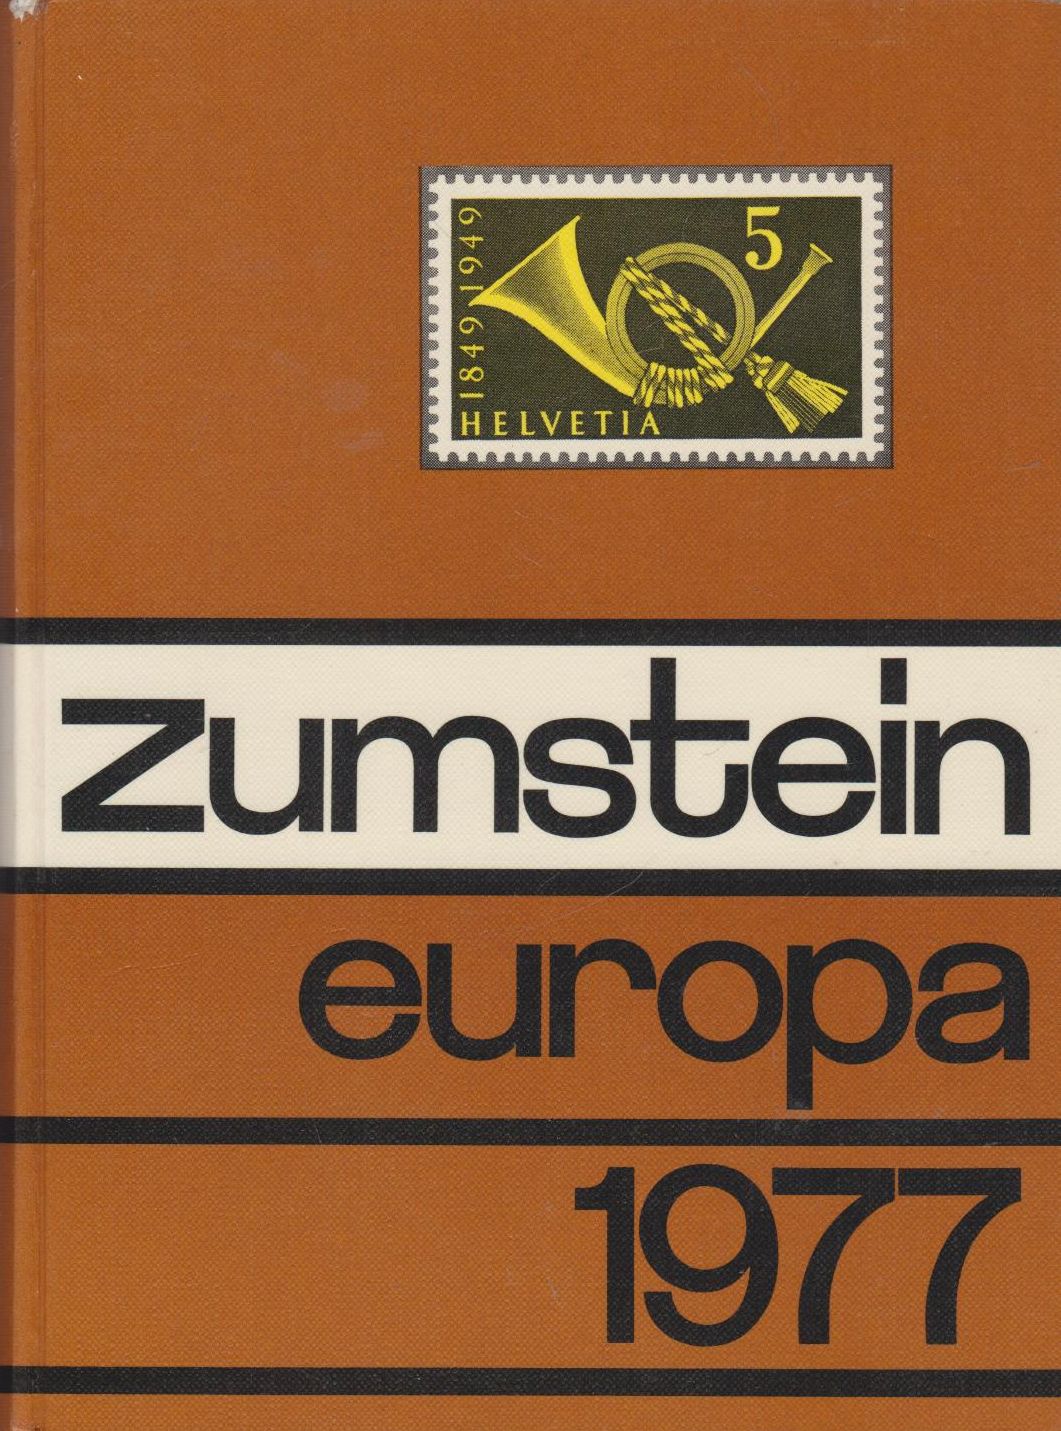 5
1849 1949
HELVETIA
zumstein
europa
1977